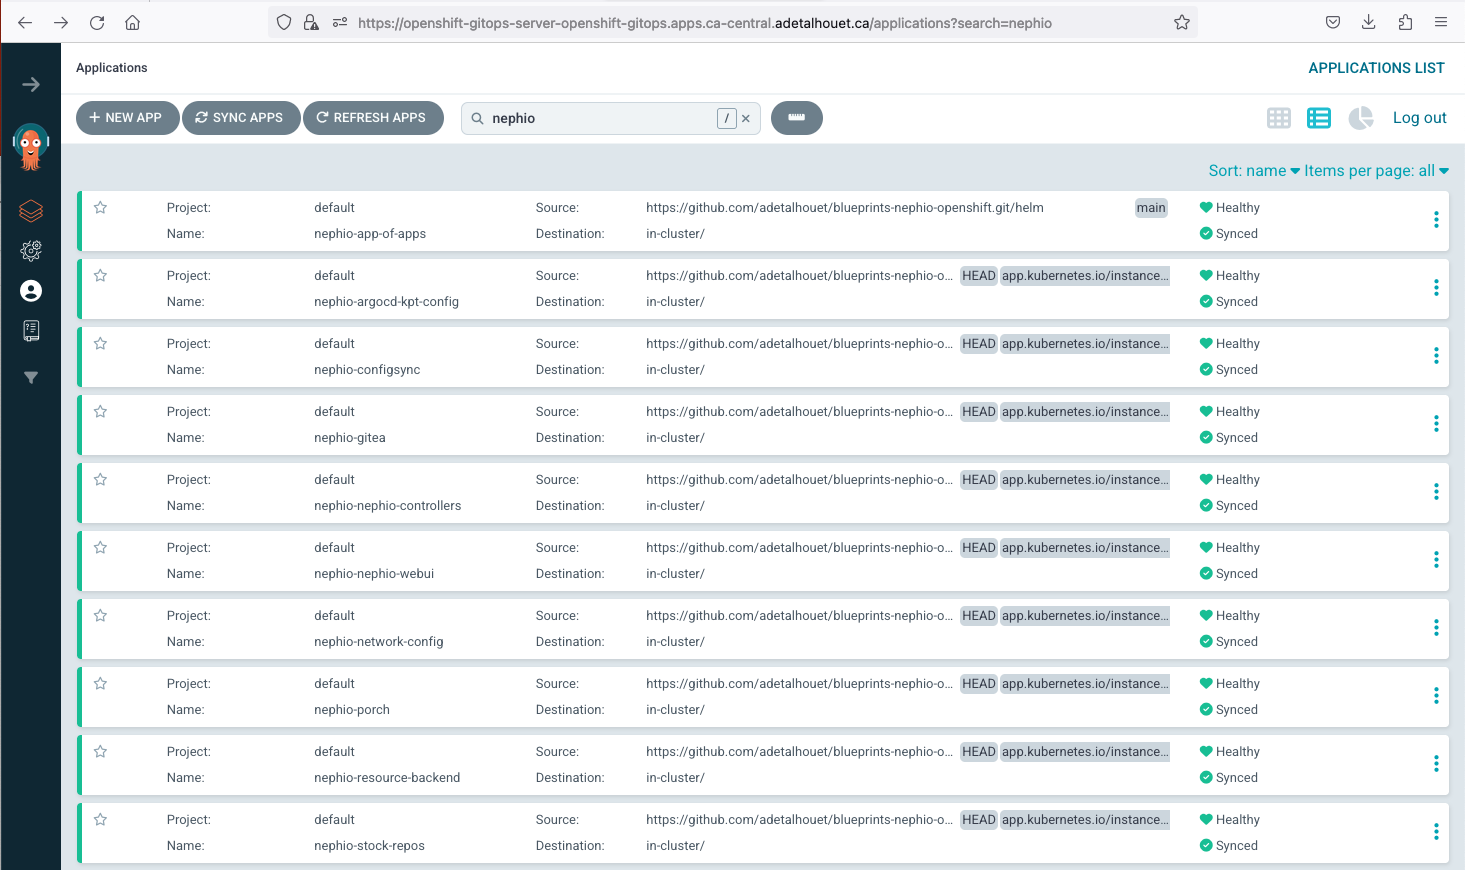 https://openshift-gitops-server-openshift-gitops.apps.ca-central.adetalhouet.ca/applications?search=nephio
Applications
APPLICATIONS LIST
+ NEW APP SYNC APPS REFRESH APPS nephio / × Log out
Sort: name Items per page: all
Project: default Source: https://github.com/adetalhouet/blueprints-nephio-openshift.git/helm main Healthy
Name: nephio-app-of-apps Destination: in-cluster/ Synced
Project: default Source: https://github.com/adetalhouet/blueprints-nephio-o... HEAD app.kubernetes.io/instance... Healthy
Name: nephio-argocd-kpt-config Destination: in-cluster/ Synced
Project: default Source: https://github.com/adetalhouet/blueprints-nephio-o... HEAD app.kubernetes.io/instance... Healthy
Name: nephio-configsync Destination: in-cluster/ Synced
Project: default Source: https://github.com/adetalhouet/blueprints-nephio-o... HEAD app.kubernetes.io/instance... Healthy
Name: nephio-gitea Destination: in-cluster/ Synced
Project: default Source: https://github.com/adetalhouet/blueprints-nephio-o... HEAD app.kubernetes.io/instance... Healthy
Name: nephio-nephio-controllers Destination: in-cluster/ Synced
Project: default Source: https://github.com/adetalhouet/blueprints-nephio-o... HEAD app.kubernetes.io/instance... Healthy
Name: nephio-nephio-webui Destination: in-cluster/ Synced
Project: default Source: https://github.com/adetalhouet/blueprints-nephio-o... HEAD app.kubernetes.io/instance... Healthy
Name: nephio-network-config Destination: in-cluster/ Synced
Project: default Source: https://github.com/adetalhouet/blueprints-nephio-o... HEAD app.kubernetes.io/instance... Healthy
Name: nephio-porch Destination: in-cluster/ Synced
Project: default Source: https://github.com/adetalhouet/blueprints-nephio-o... HEAD app.kubernetes.io/instance... Healthy
Name: nephio-resource-backend Destination: in-cluster/ Synced
Project: default Source: https://github.com/adetalhouet/blueprints-nephio-o... HEAD app.kubernetes.io/instance... Healthy
Name: nephio-stock-repos Destination: in-cluster/ Synced